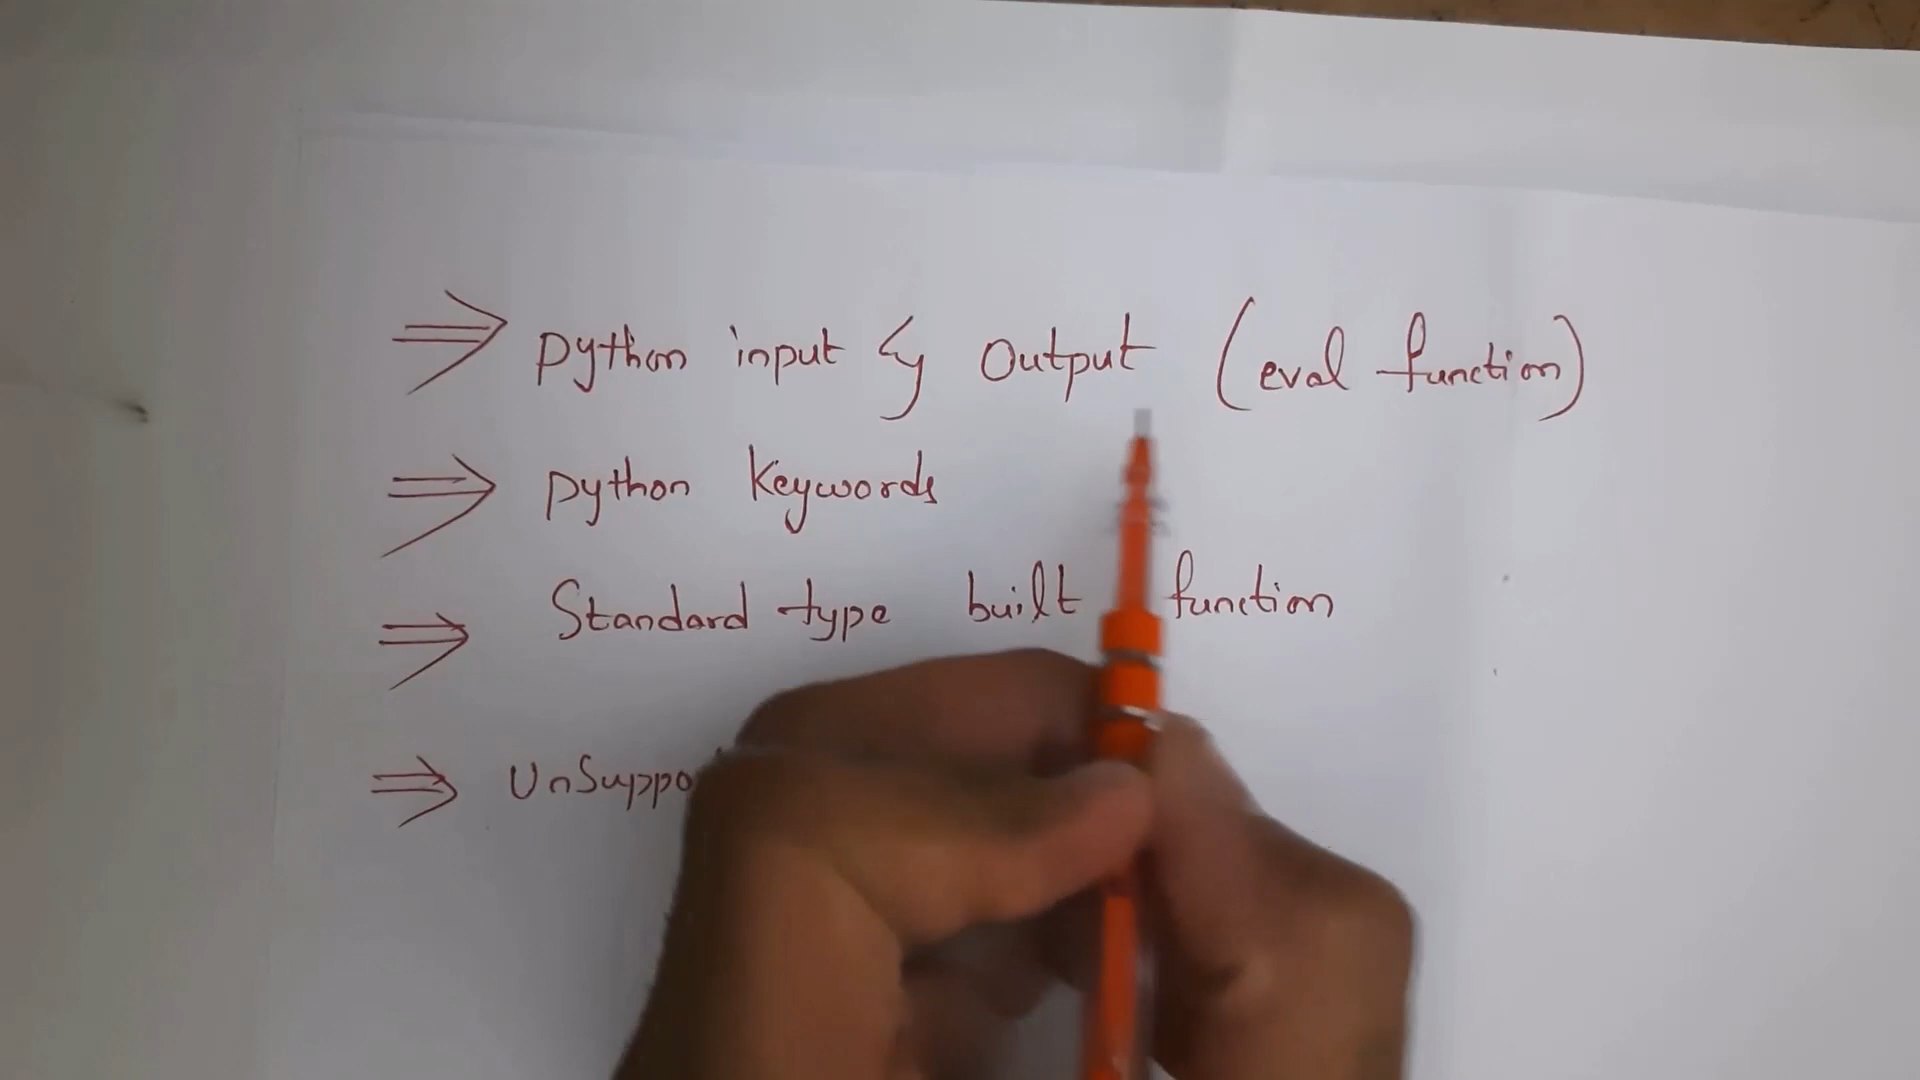 ⇒ python input & Output (eval function)
⇒ python Keywords
⇒ Standard type built function
⇒ UnSuppo